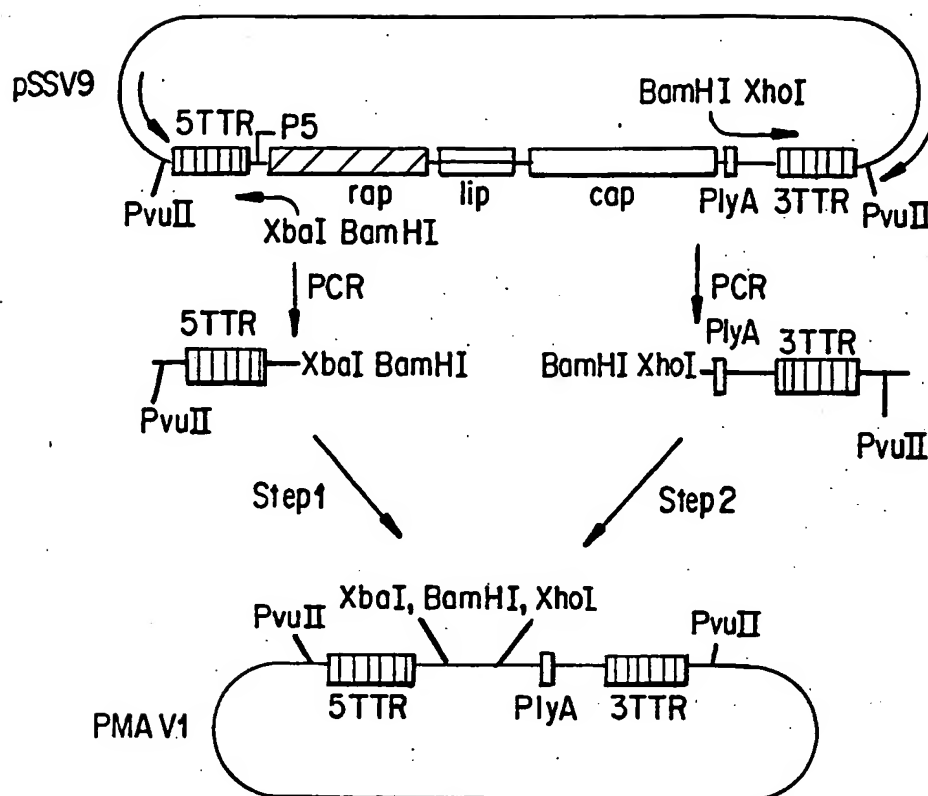 pSSV9
BamHI XhoI
5TTR P5
PvuII
rap lip cap PlyA 3TTR
PvuII
XbaI BamHI
PCR
PCR
5TTR
PlyA 3TTR
XbaI BamHI
BamHI XhoI
PvuII
PvuII
Step1
Step2
XbaI, BamHI, XhoI
PvuII
PvuII
5TTR
PlyA
3TTR
PMA V1